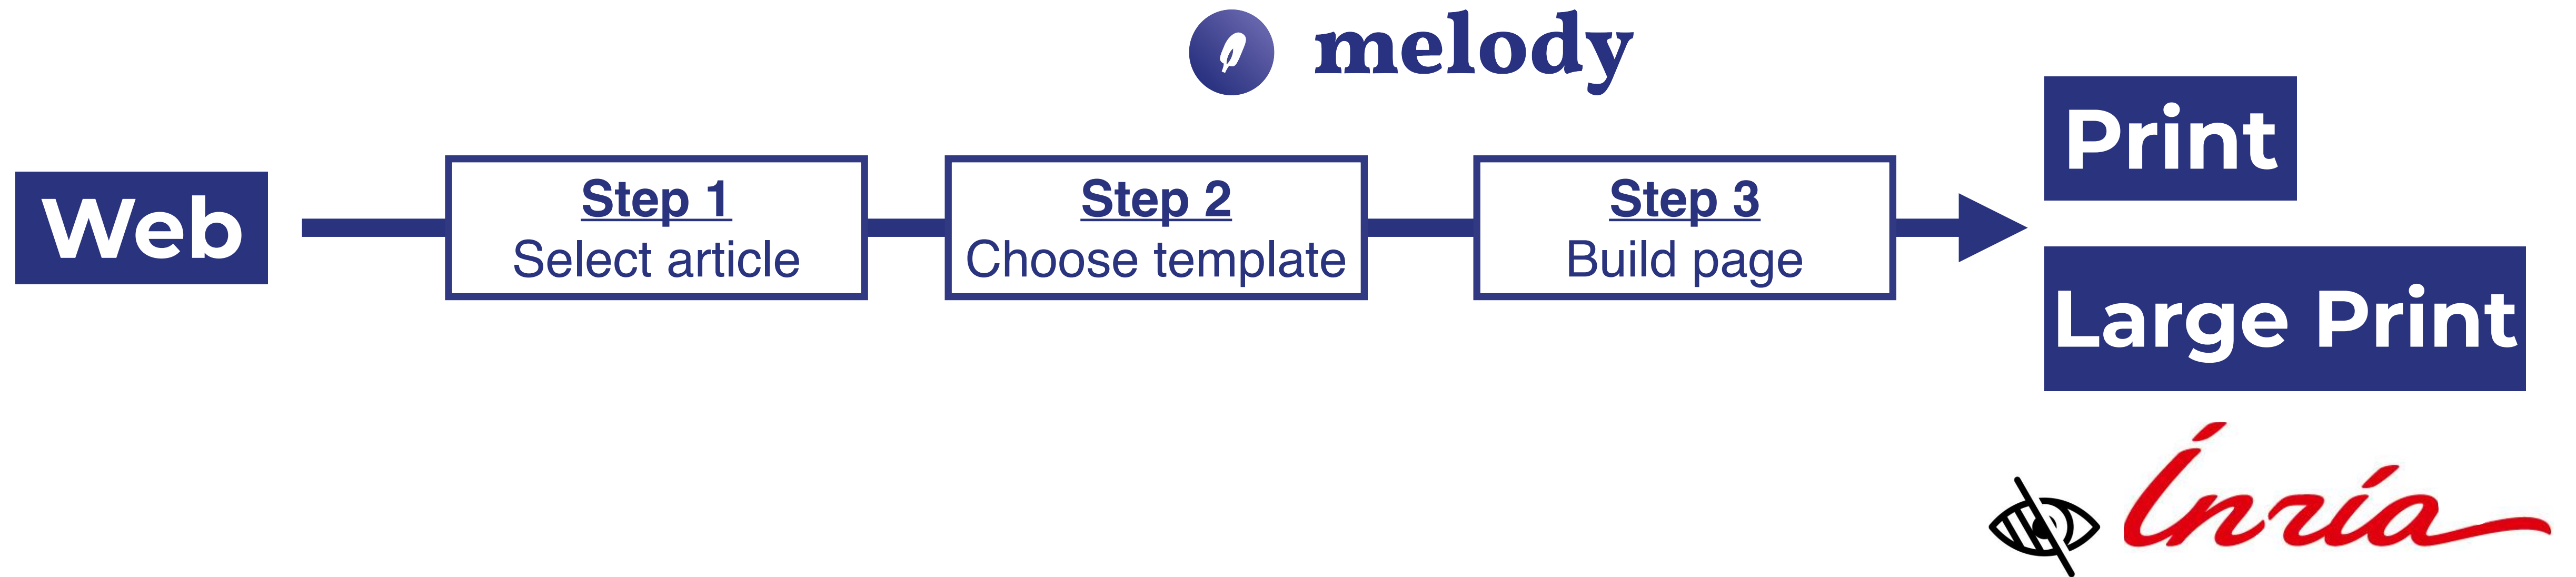 melody
Web
Step 1
Select article
Step 2
Choose template
Step 3
Build page
Print
Large Print
Inria